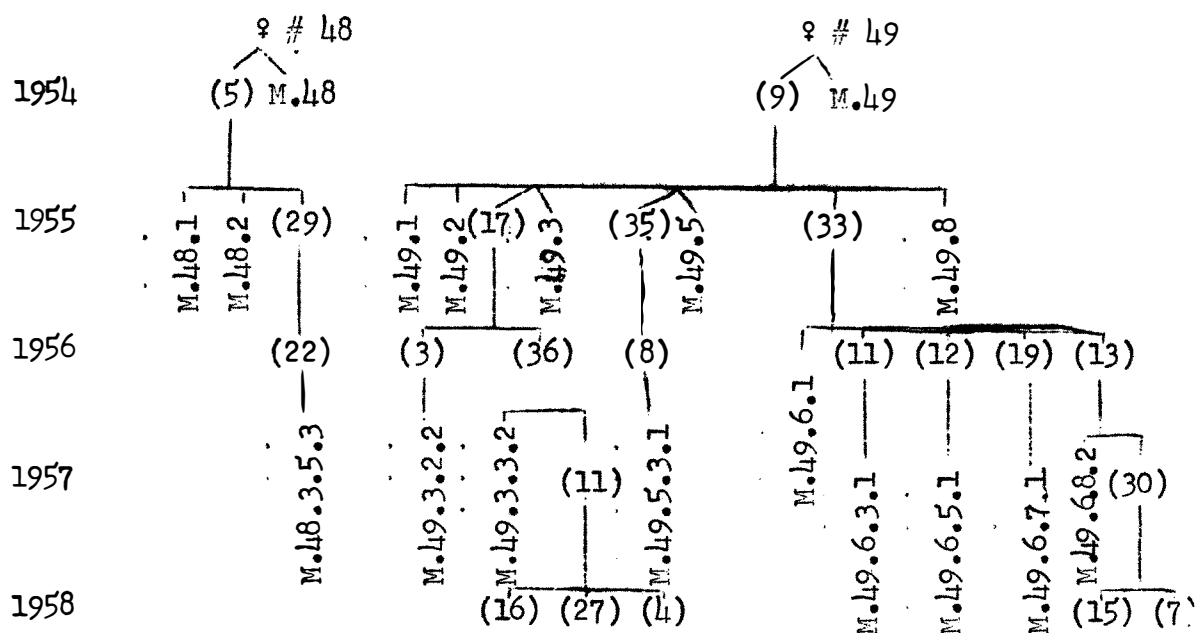 ♀ # 48 ♀ # 49
1954 (5) M.48 (9) M.49
1955 M.48.1 M.48.2 (29) M.49.1 M.49.2 (17) M.49.3 (35) M.49.5 (33) M.49.8
1956 (22) (3) (36) (8) M.49.6.1 (11) (12) (19) (13)
1957 M.48.3.5.3 M.49.3.2.2 M.49.3.3.2 (11) M.49.5.3.1 M.49.6.3.1 M.49.6.5.1 M.49.6.7.1 M.49.6.8.2 (30)
1958 (16) (27) (4) (15) (7)